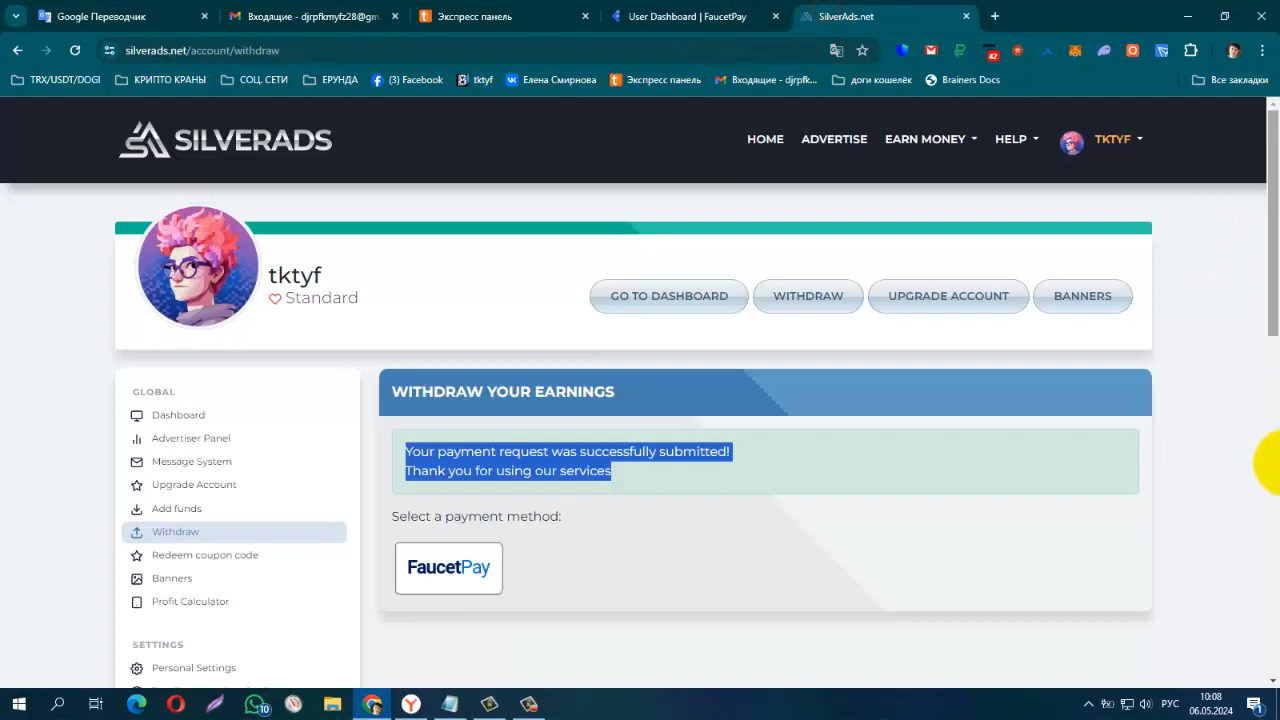 Google Переводчик
Входящие - djrpfkmyfz28@gm
Экспресс панель
User Dashboard | FaucetPay
SilverAds.net
silverads.net/account/withdraw
42
TRX/USDT/DOGI
КРИПТО КРАНЫ
СОЦ. СЕТИ
ЕРУНДА
(3) Facebook
tktyf
Елена Смирнова
Экспресс панель
Входящие - djrpfk...
доги кошелёк
Brainers Docs
Все закладки
SILVERADS
HOME
ADVERTISE
EARN MONEY
HELP
TKTYF
tktyf
Standard
GO TO DASHBOARD
WITHDRAW
UPGRADE ACCOUNT
BANNERS
GLOBAL
Dashboard
Advertiser Panel
Message System
Upgrade Account
Add funds
Withdraw
Redeem coupon code
Banners
Profit Calculator
SETTINGS
Personal Settings
WITHDRAW YOUR EARNINGS
Your payment request was successfully submitted!
Thank you for using our services
Select a payment method:
FaucetPay
10
РУС
10:08
06.05.2024
1